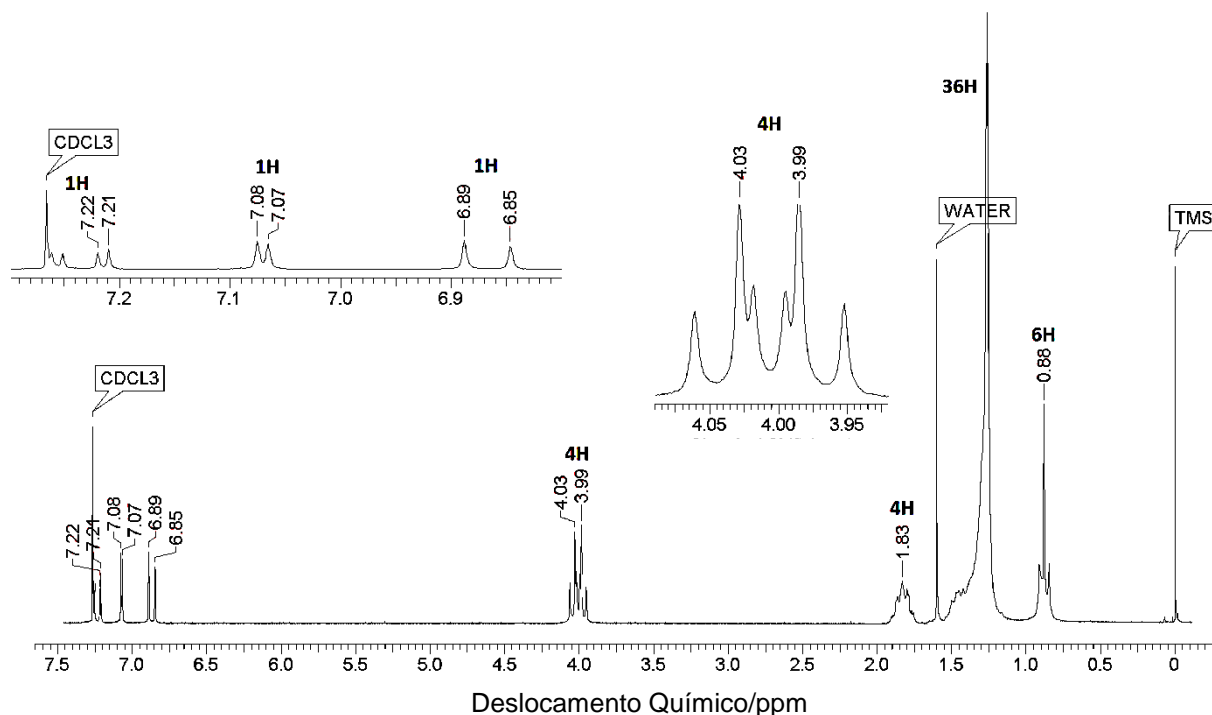 36H
CDCL3
1H
7.22
7.21
1H
7.08
7.07
1H
6.89
6.85
7.2
7.1
7.0
6.9
4H
4.03
3.99
4.05
4.00
3.95
WATER
TMS
6H
0.88
CDCL3
7.22
7.21
7.08
7.07
6.89
6.85
4H
4.03
3.99
4H
1.83
7.5 7.0 6.5 6.0 5.5 5.0 4.5 4.0 3.5 3.0 2.5 2.0 1.5 1.0 0.5 0
Deslocamento Químico/ppm